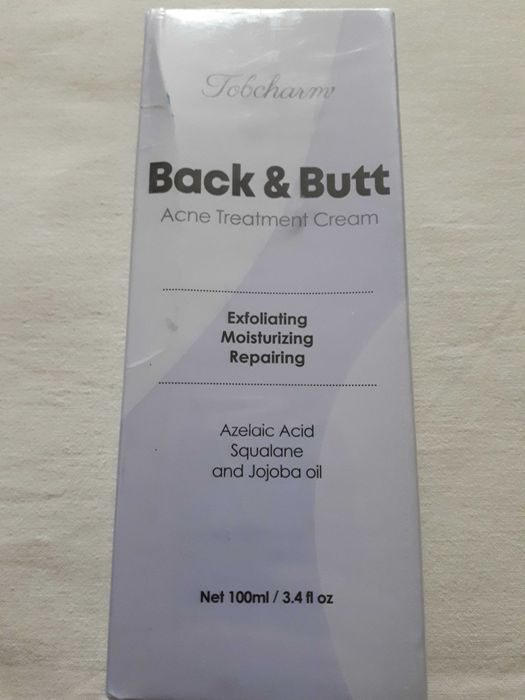 Tobcharm
Back & Butt
Acne Treatment Cream
Exfoliating
Moisturizing
Repairing
Azelaic Acid
Squalane
and Jojoba oil
Net 100ml / 3.4 fl oz